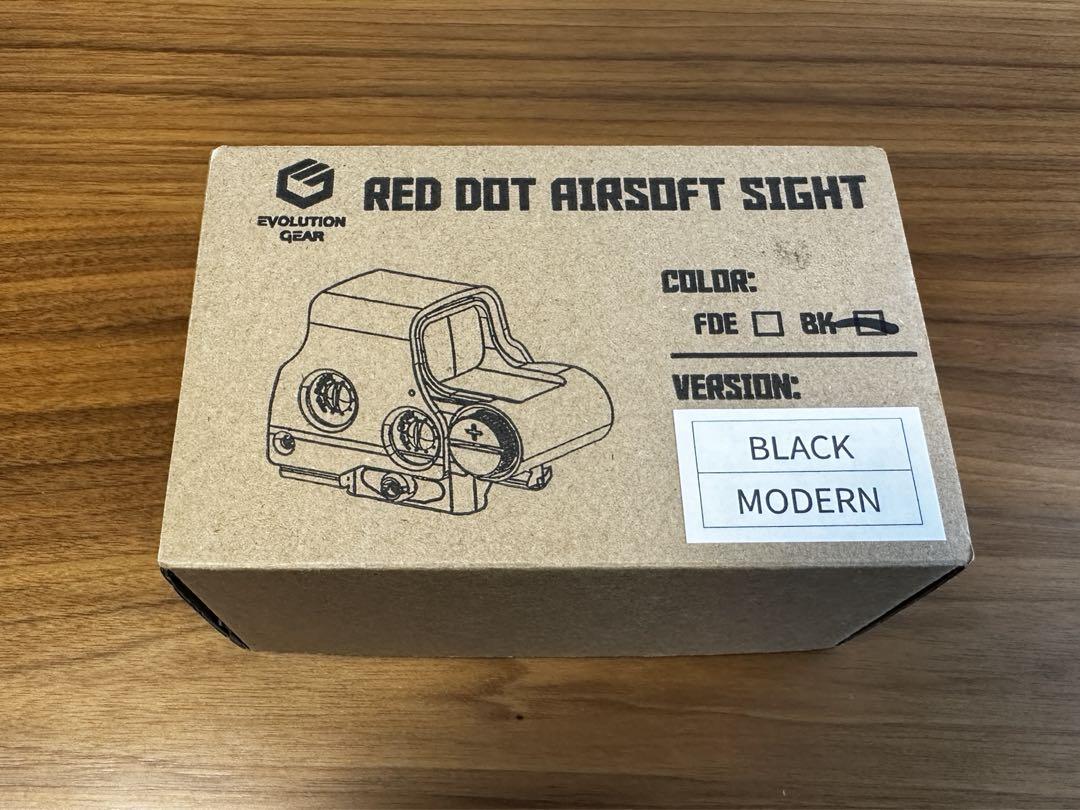 EVOLUTION
GEAR
RED DOT AIRSOFT SIGHT
COLOR:
FDE BK
VERSION:
BLACK
MODERN